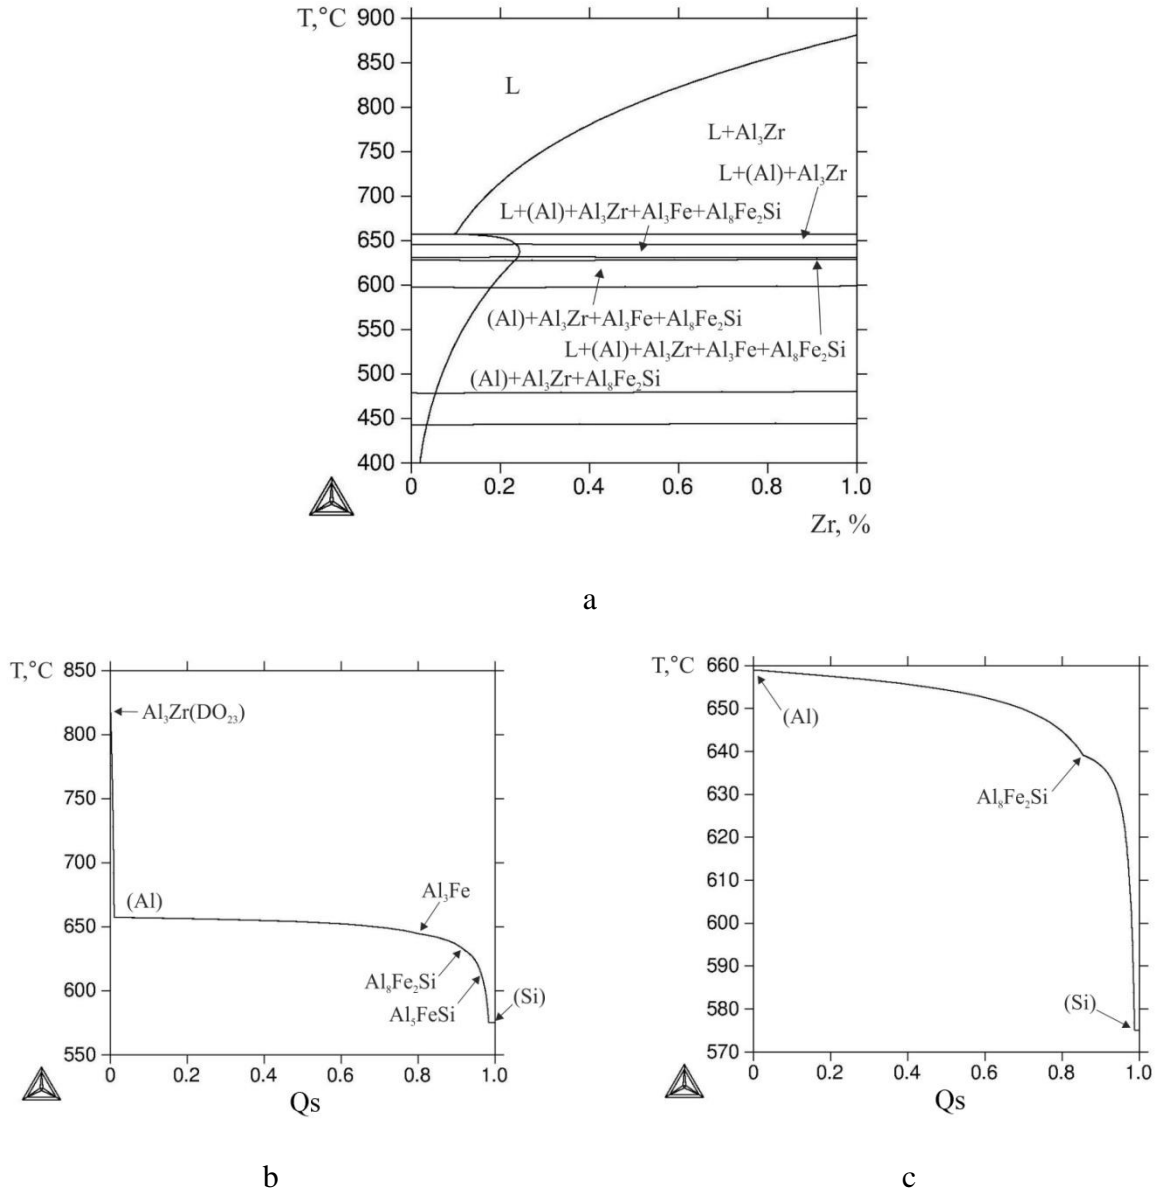 T,°C
900
850
800
750
700
650
600
550
500
450
400
L
L+Al₃Zr
L+(Al)+Al₃Zr
L+(Al)+Al₃Zr+Al₃Fe+Al₈Fe₂Si
(Al)+Al₃Zr+Al₃Fe+Al₈Fe₂Si
L+(Al)+Al₃Zr+Al₃Fe+Al₈Fe₂Si
(Al)+Al₃Zr+Al₈Fe₂Si
0 0.2 0.4 0.6 0.8 1.0
Zr, %
a
T,°C
850
800
750
700
650
600
550
Al₃Zr(DO₂₃)
(Al)
Al₃Fe
Al₈Fe₂Si
Al₅FeSi
(Si)
0 0.2 0.4 0.6 0.8 1.0
Qs
b
T,°C
660
650
640
630
620
610
600
590
580
570
(Al)
Al₈Fe₂Si
(Si)
0 0.2 0.4 0.6 0.8 1.0
Qs
c